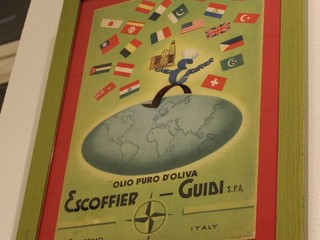 OLIO PURO D'OLIVA
ESCOFFIER - GUIDI S.P.A.
ITALY